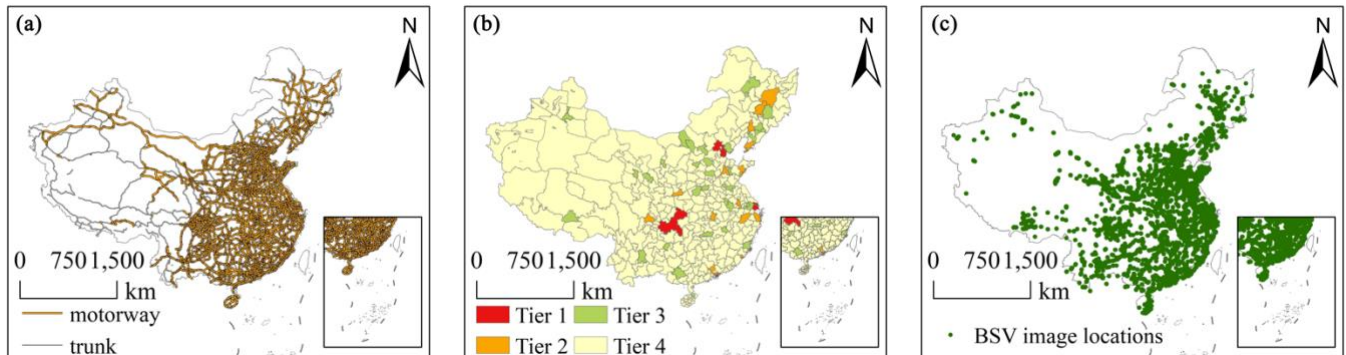 (a)
N
0 750 1,500
km
motorway
trunk
(b)
N
0 750 1,500
km
Tier 1 Tier 3
Tier 2 Tier 4
(c)
N
0 750 1,500
km
BSV image locations